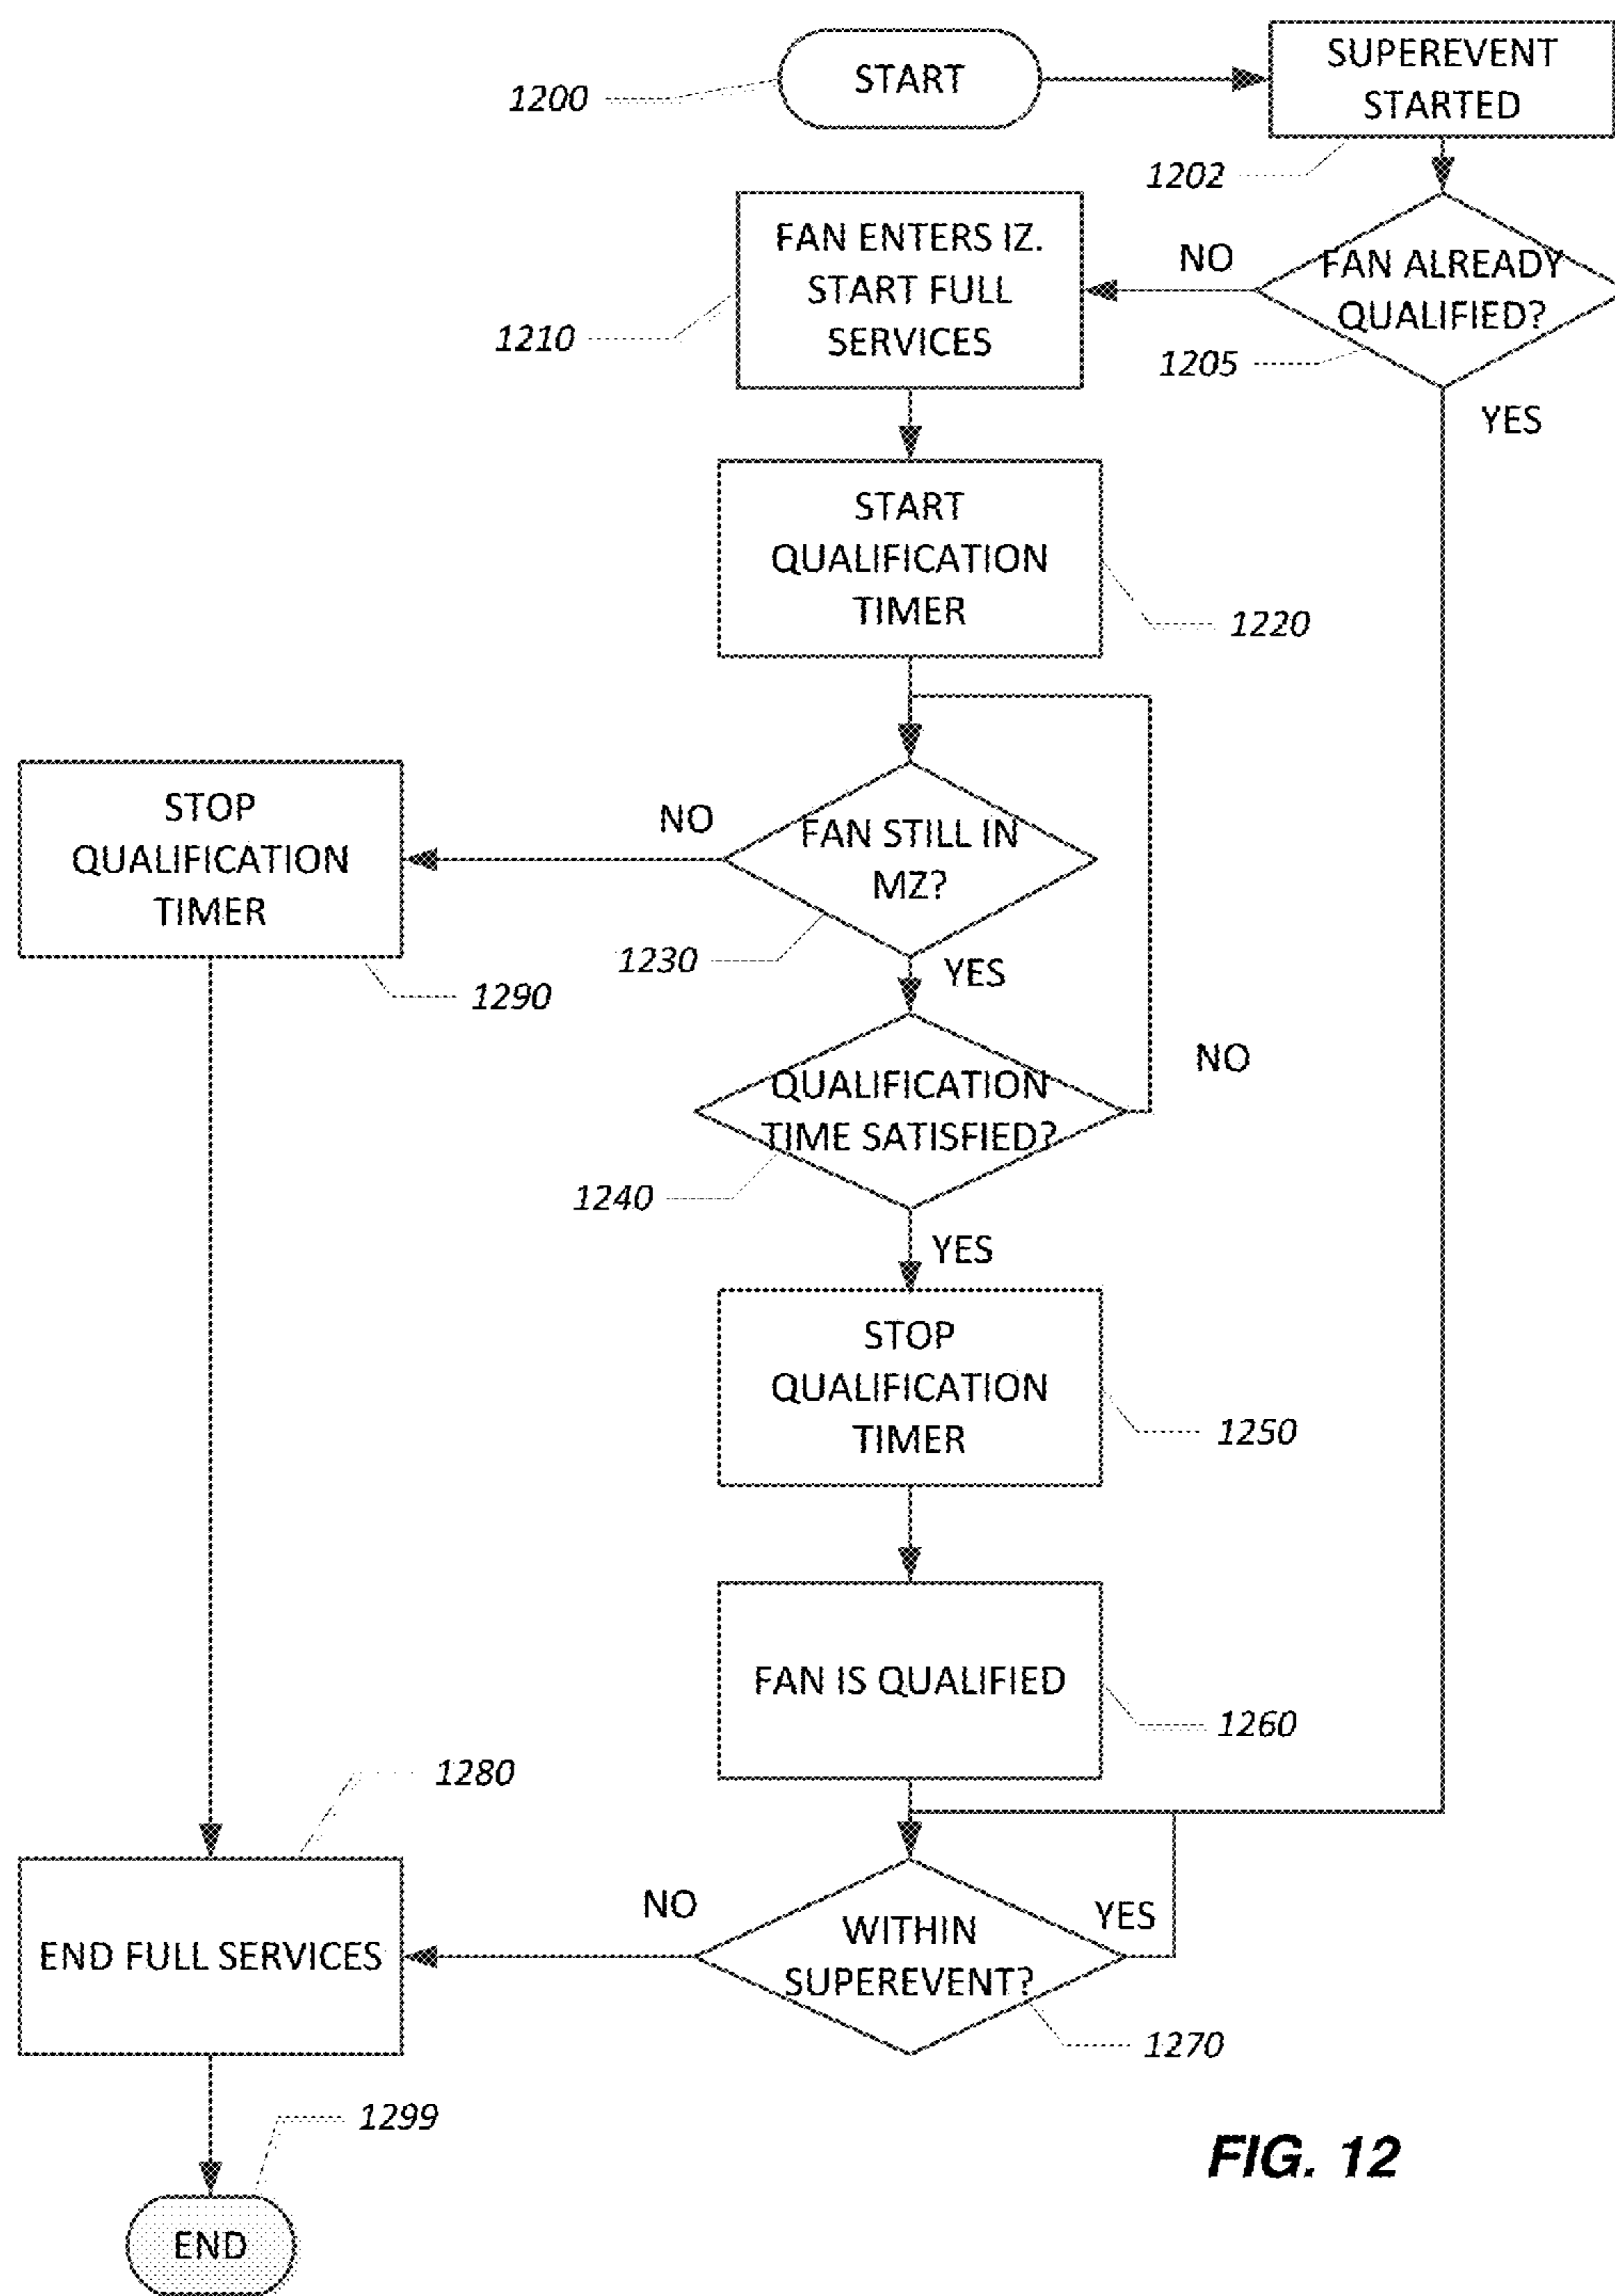 START
1200
SUPEREVENT
STARTED
1202
FAN ALREADY
QUALIFIED?
1205
NO
YES
FAN ENTERS IZ.
START FULL
SERVICES
1210
START
QUALIFICATION
TIMER
1220
FAN STILL IN
MZ?
1230
NO
YES
STOP
QUALIFICATION
TIMER
1290
QUALIFICATION
TIME SATISFIED?
1240
NO
YES
STOP
QUALIFICATION
TIMER
1250
FAN IS QUALIFIED
1260
WITHIN
SUPEREVENT?
1270
NO
YES
1280
END FULL SERVICES
1299
END
FIG. 12